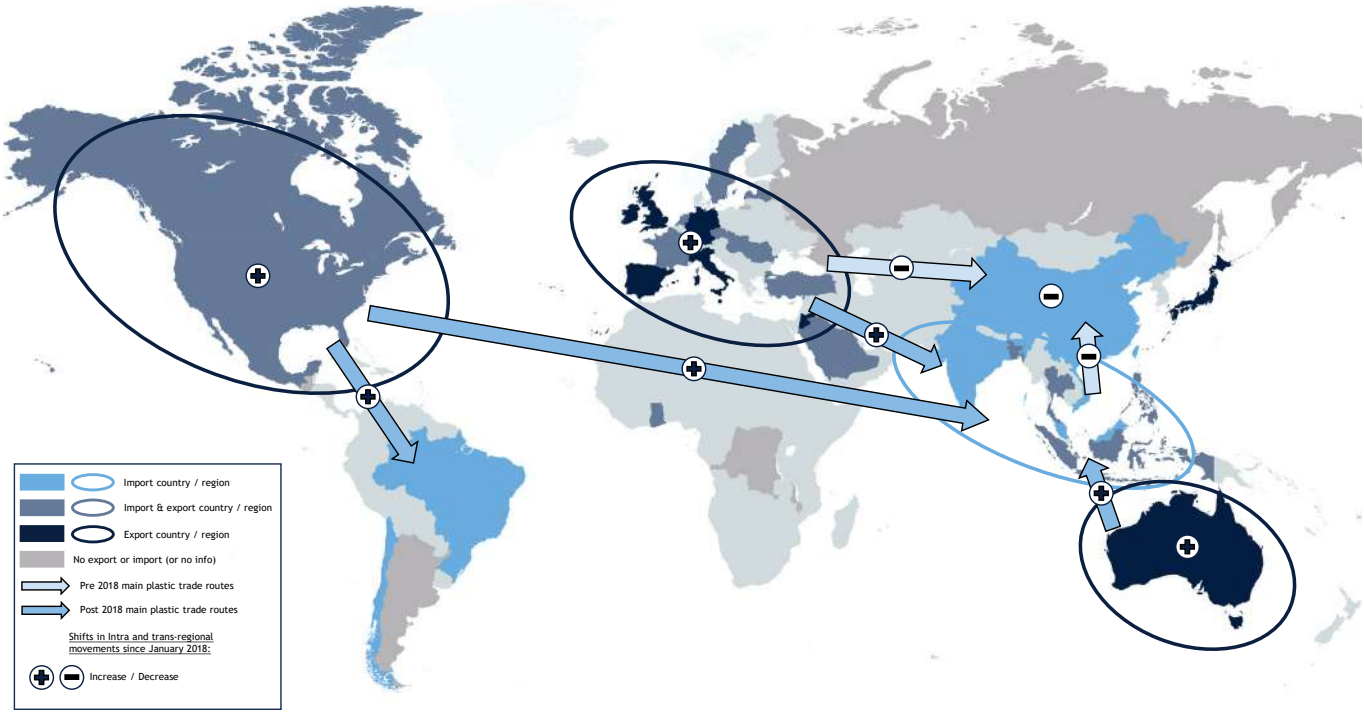 Import country / region
Import & export country / region
Export country / region
No export or import (or no info)
Pre 2018 main plastic trade routes
Post 2018 main plastic trade routes
Shifts in Intra and trans-regional
movements since January 2018:
Increase / Decrease